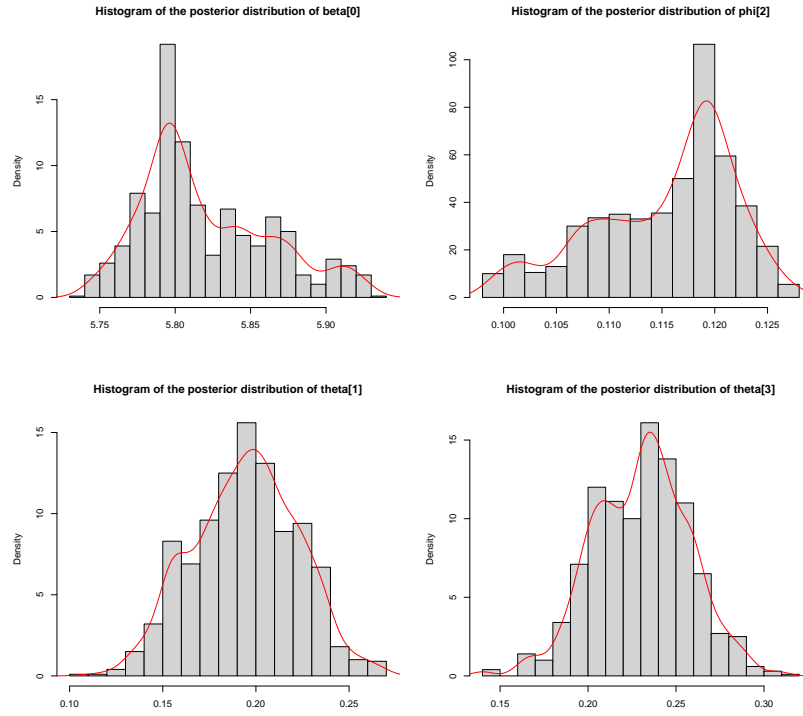 Histogram of the posterior distribution of beta[0]
Density
0 5 10 15
5.75 5.80 5.85 5.90
Histogram of the posterior distribution of phi[2]
Density
0 20 40 60 80 100
0.100 0.105 0.110 0.115 0.120 0.125
Histogram of the posterior distribution of theta[1]
Density
0 5 10 15
0.10 0.15 0.20 0.25
Histogram of the posterior distribution of theta[3]
Density
0 5 10 15
0.15 0.20 0.25 0.30